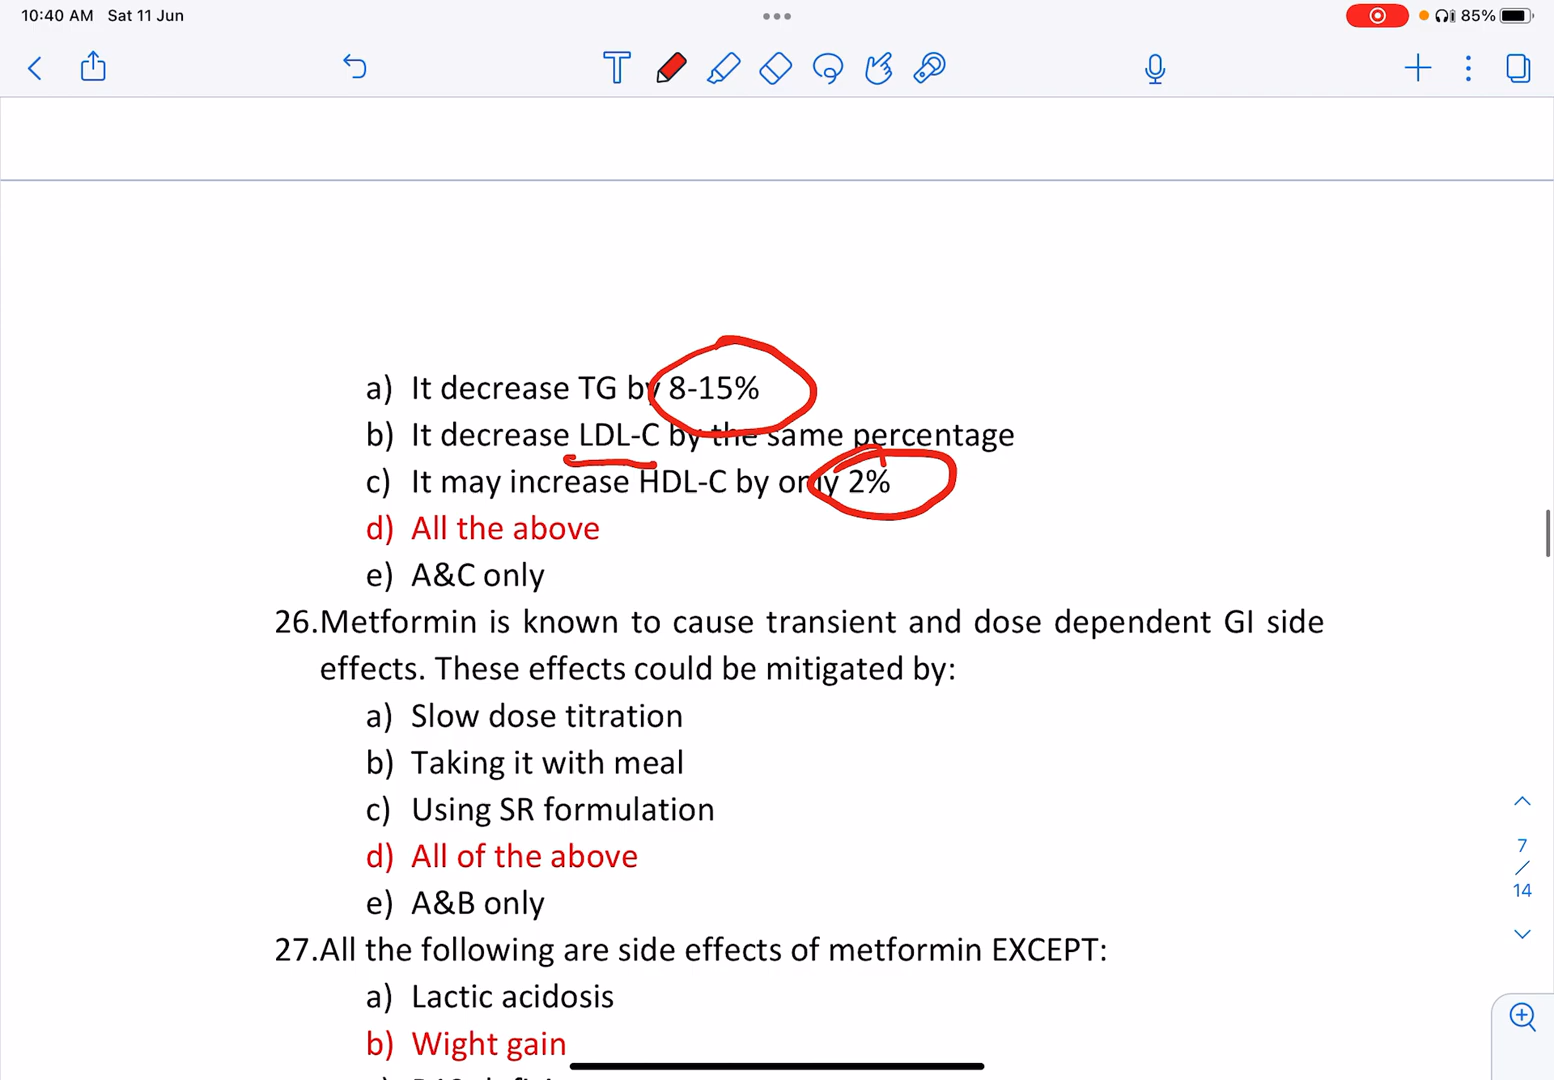 10:40 AM Sat 11 Jun
85%
a) It decrease TG by 8-15%
b) It decrease LDL-C by the same percentage
c) It may increase HDL-C by only 2%
d) All the above
e) A&C only
26.Metformin is known to cause transient and dose dependent GI side
effects. These effects could be mitigated by:
a) Slow dose titration
b) Taking it with meal
c) Using SR formulation
d) All of the above
e) A&B only
27.All the following are side effects of metformin EXCEPT:
a) Lactic acidosis
b) Wight gain
7
/
14